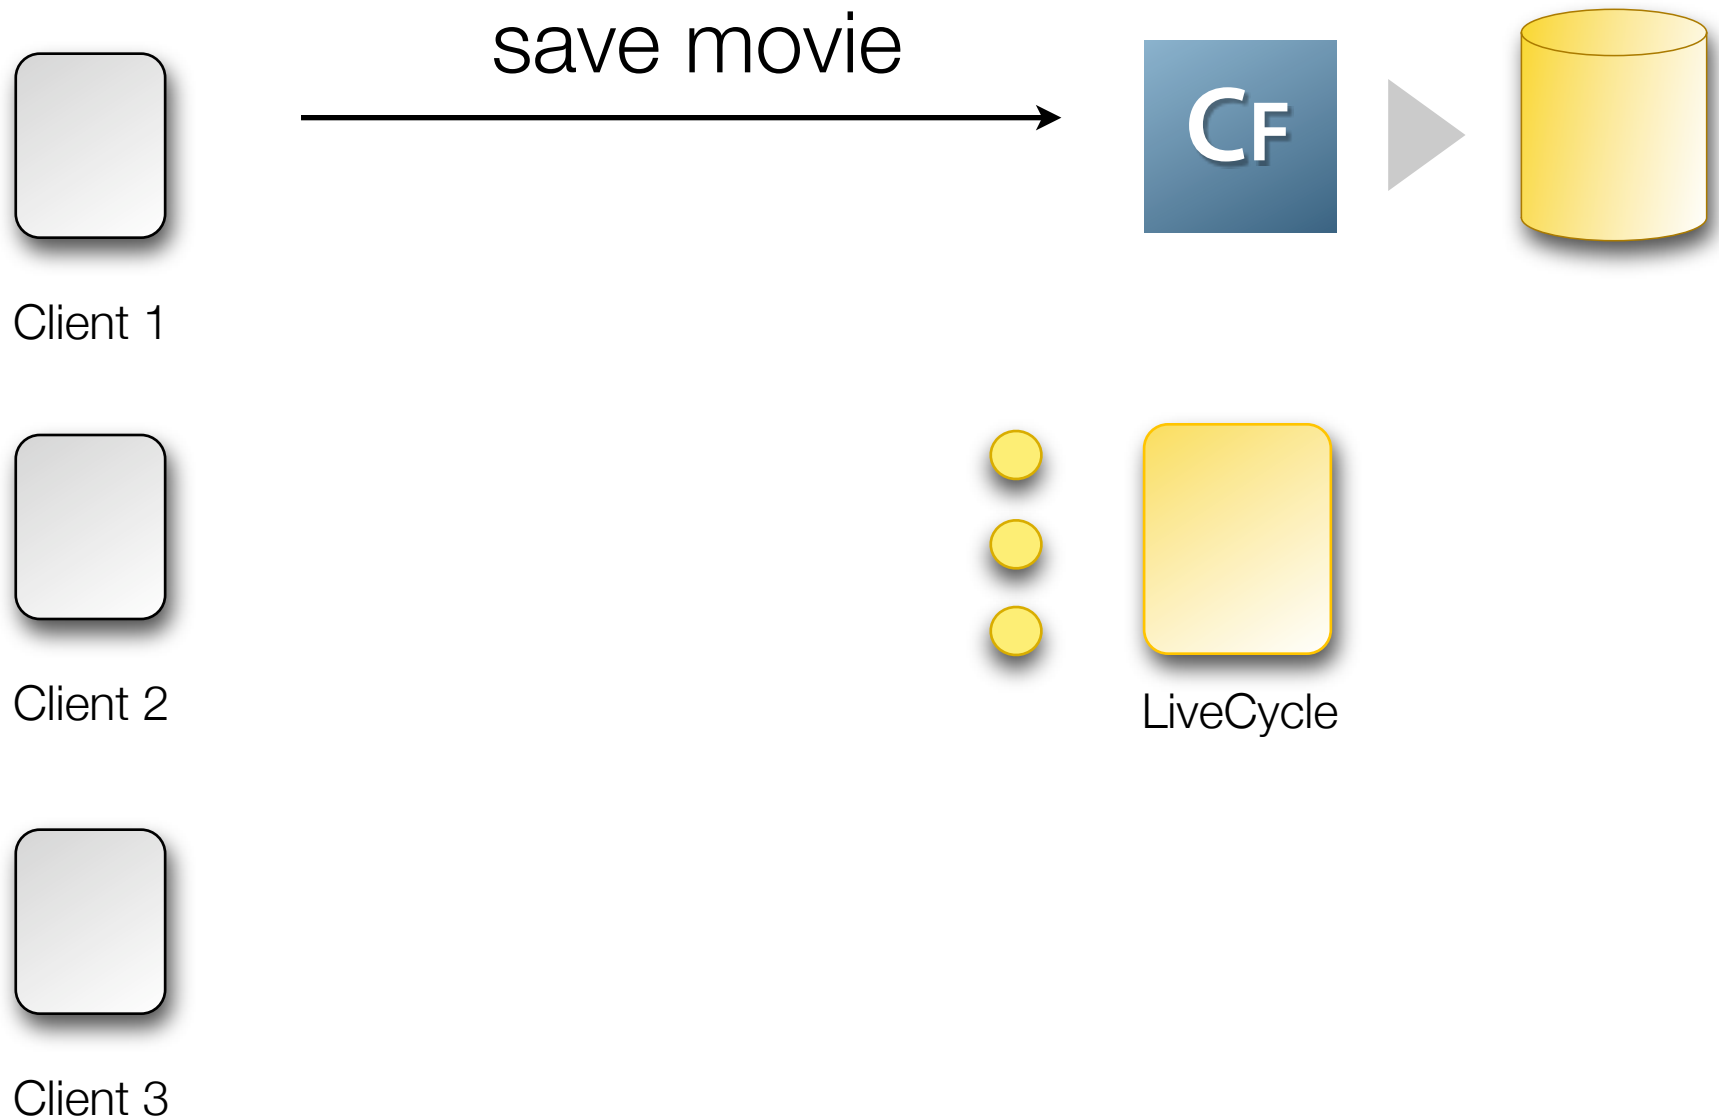 save movie
CF
Client 1
Client 2
LiveCycle
Client 3